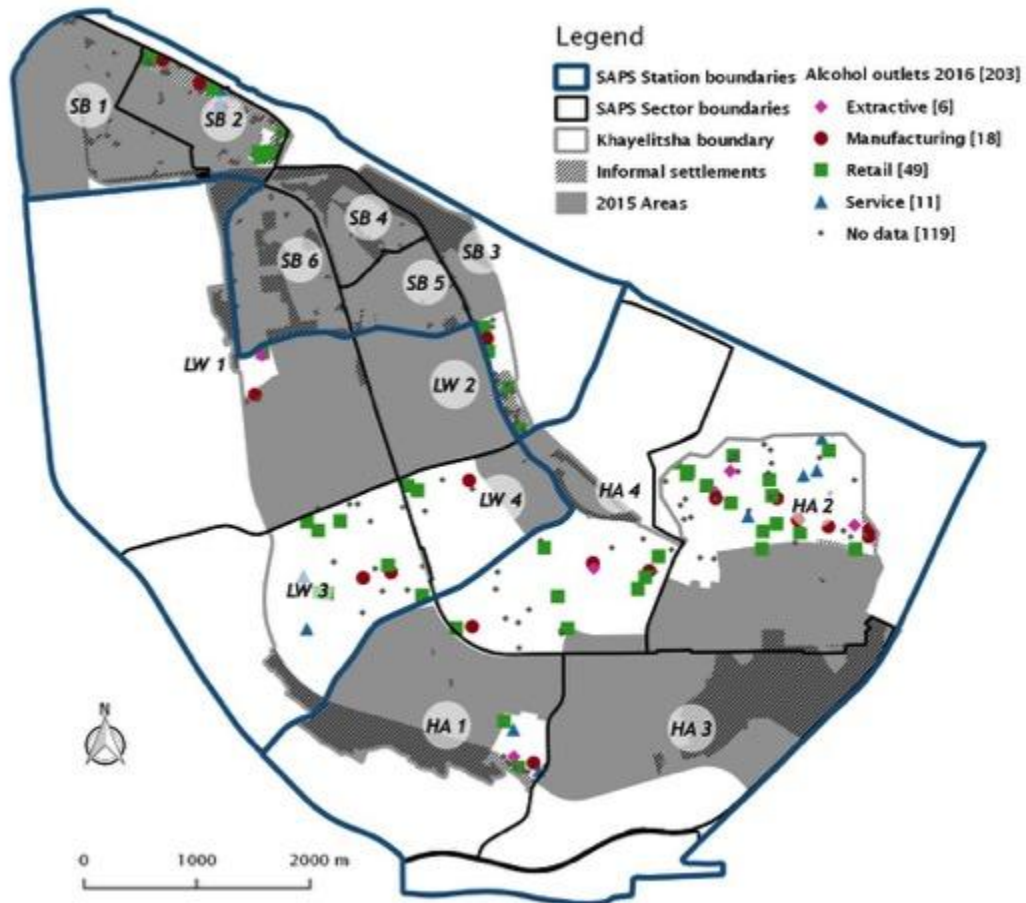 Legend
SAPS Station boundaries
SAPS Sector boundaries
Khayelitsha boundary
Informal settlements
2015 Areas
Alcohol outlets 2016 [203]
Extractive [6]
Manufacturing [18]
Retail [49]
Service [11]
No data [119]
SB 1
SB 2
SB 4
SB 3
SB 6
SB 5
LW 1
LW 2
LW 4
HA 4
HA 2
LW 3
HA 1
HA 3
N
0 1000 2000 m